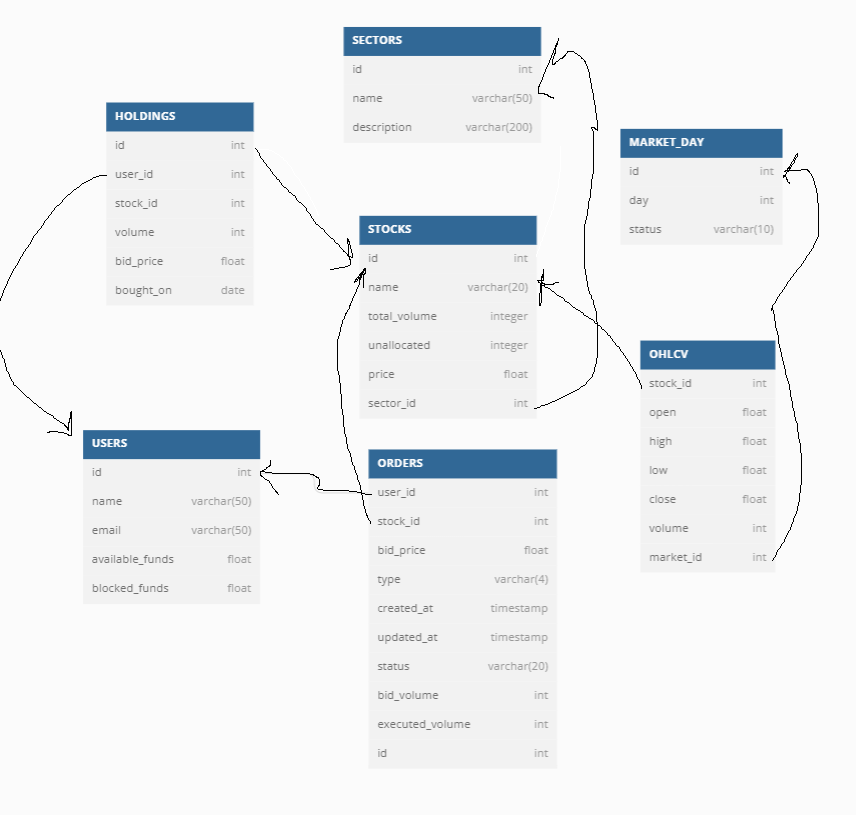 SECTORS
id int
name varchar(50)
description varchar(200)
HOLDINGS
id int
user_id int
stock_id int
volume int
bid_price float
bought_on date
MARKET_DAY
id int
day int
status varchar(10)
STOCKS
id int
name varchar(20)
total_volume integer
unallocated integer
price float
sector_id int
OHLCV
stock_id int
open float
high float
low float
close float
volume int
market_id int
USERS
id int
name varchar(50)
email varchar(50)
available_funds float
blocked_funds float
ORDERS
user_id int
stock_id int
bid_price float
type varchar(4)
created_at timestamp
updated_at timestamp
status varchar(20)
bid_volume int
executed_volume int
id int